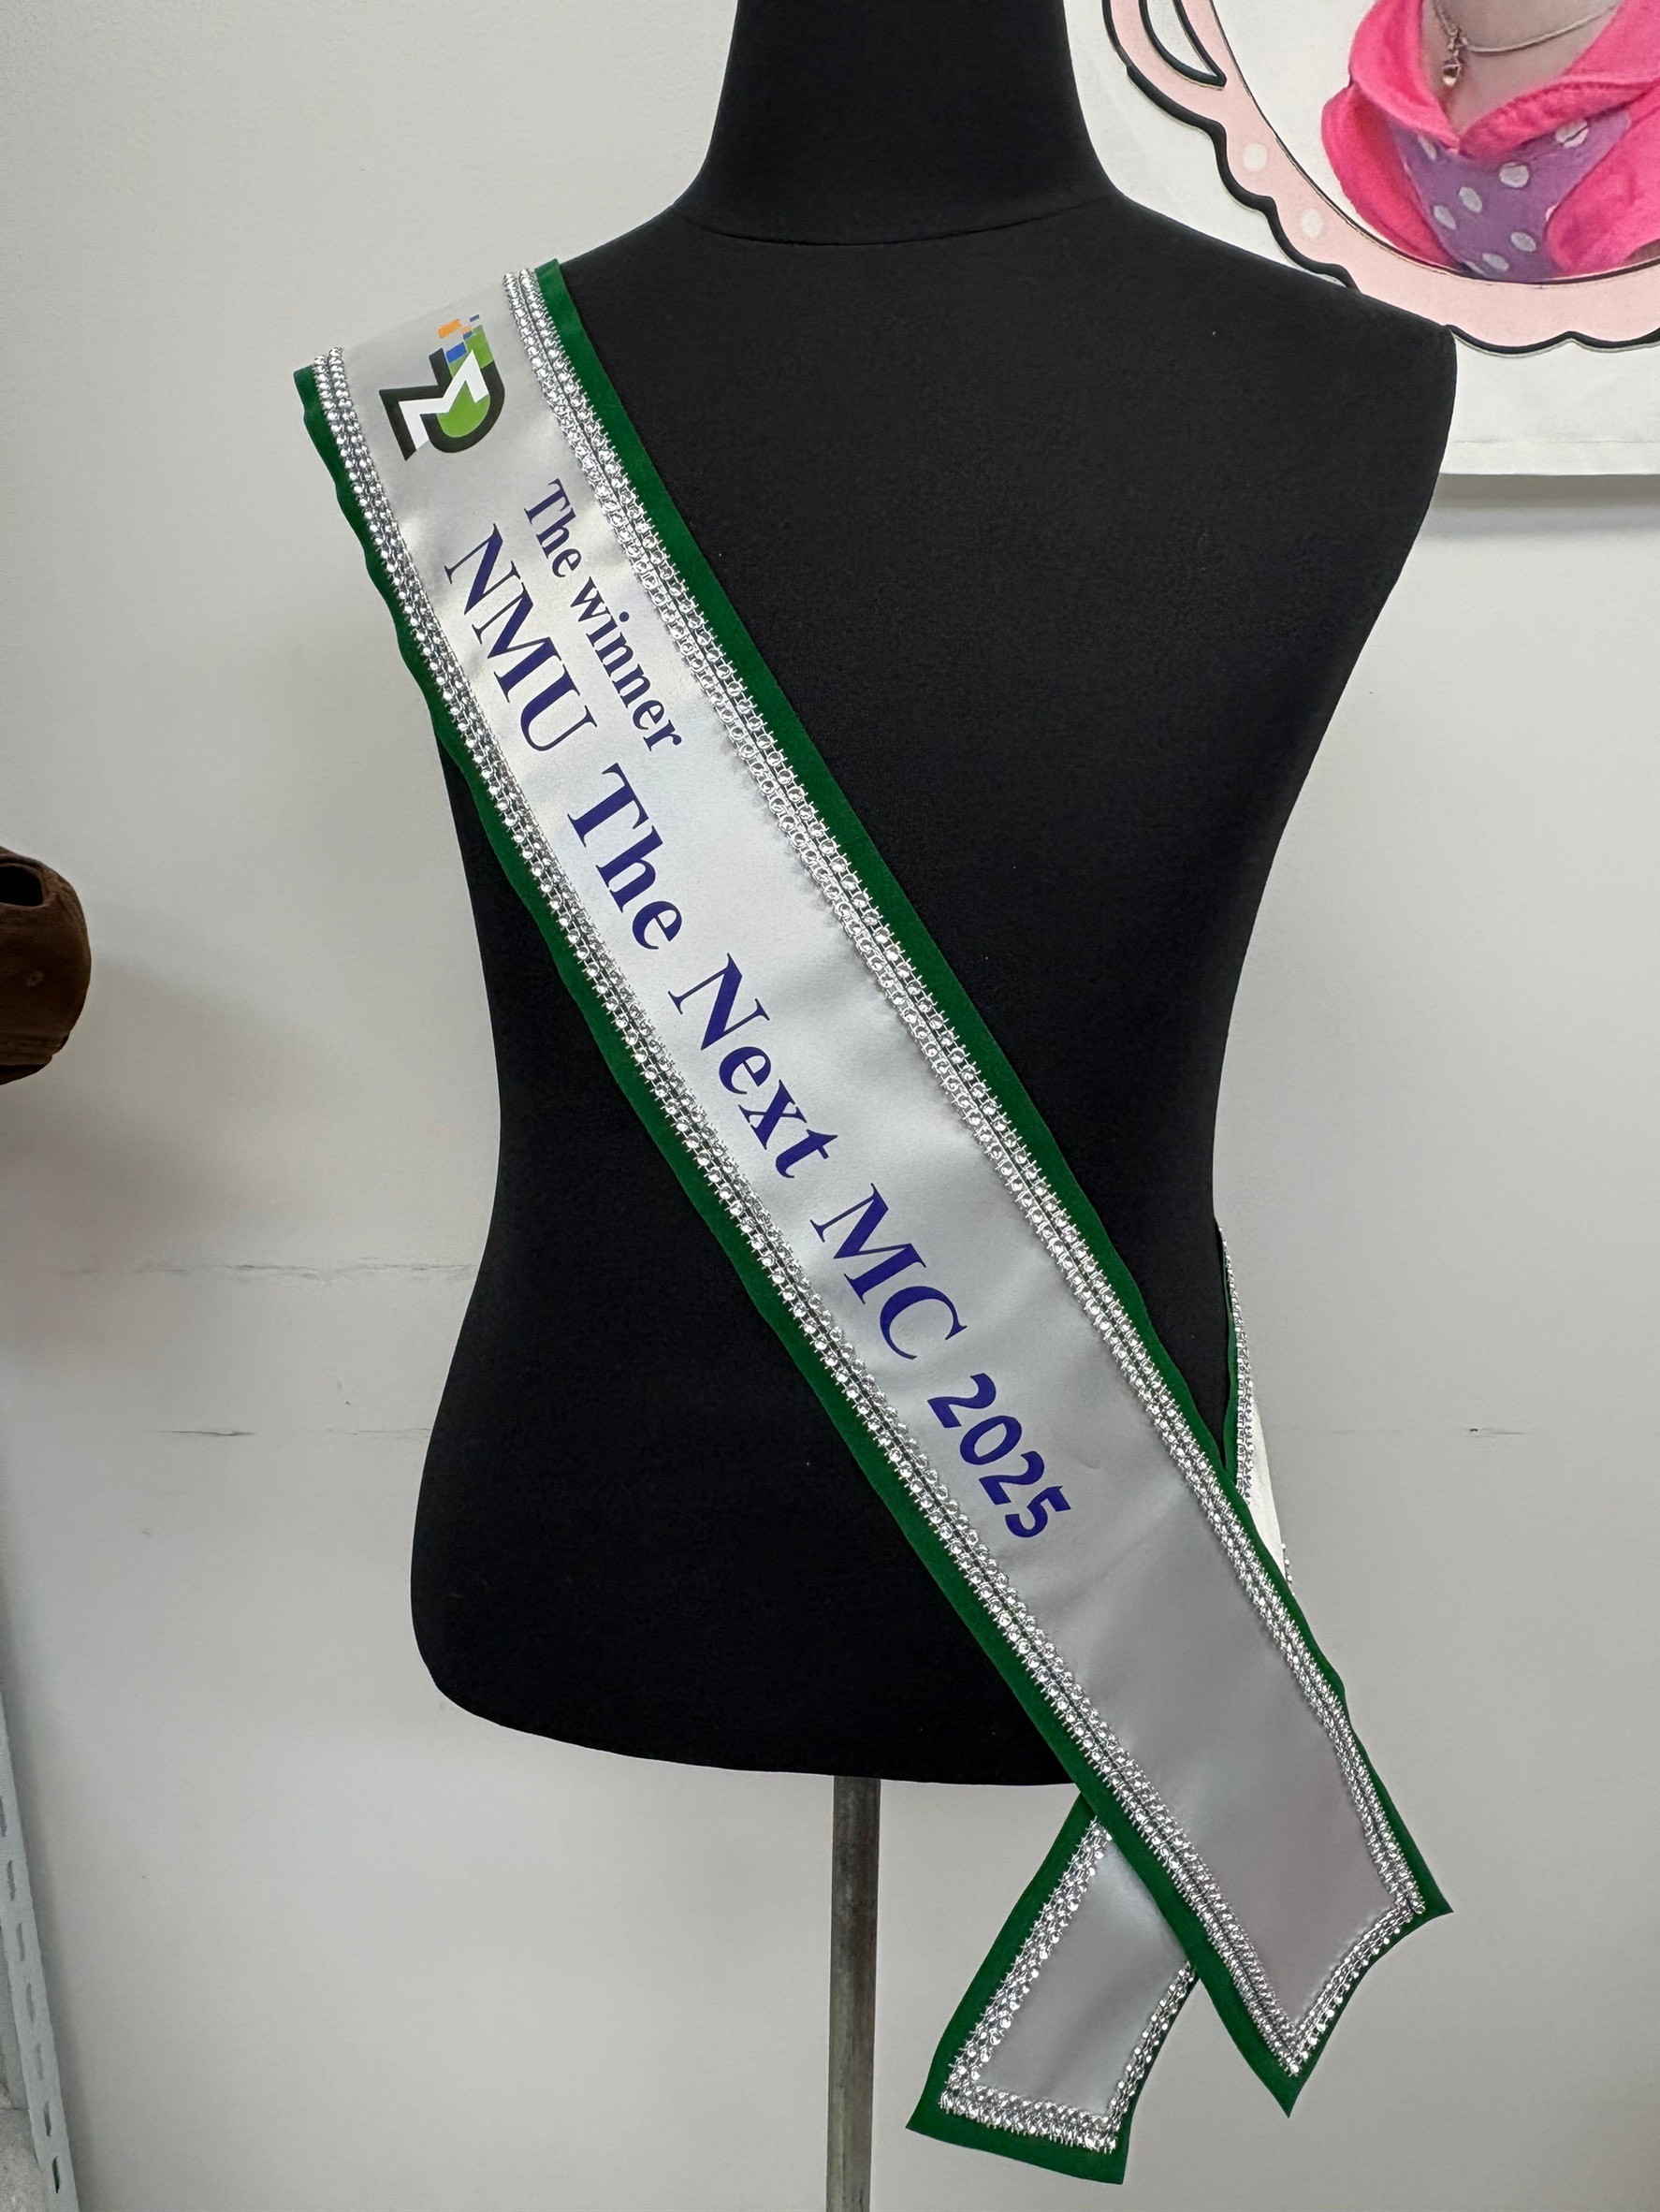 The winner
NMU The Next MC 2025